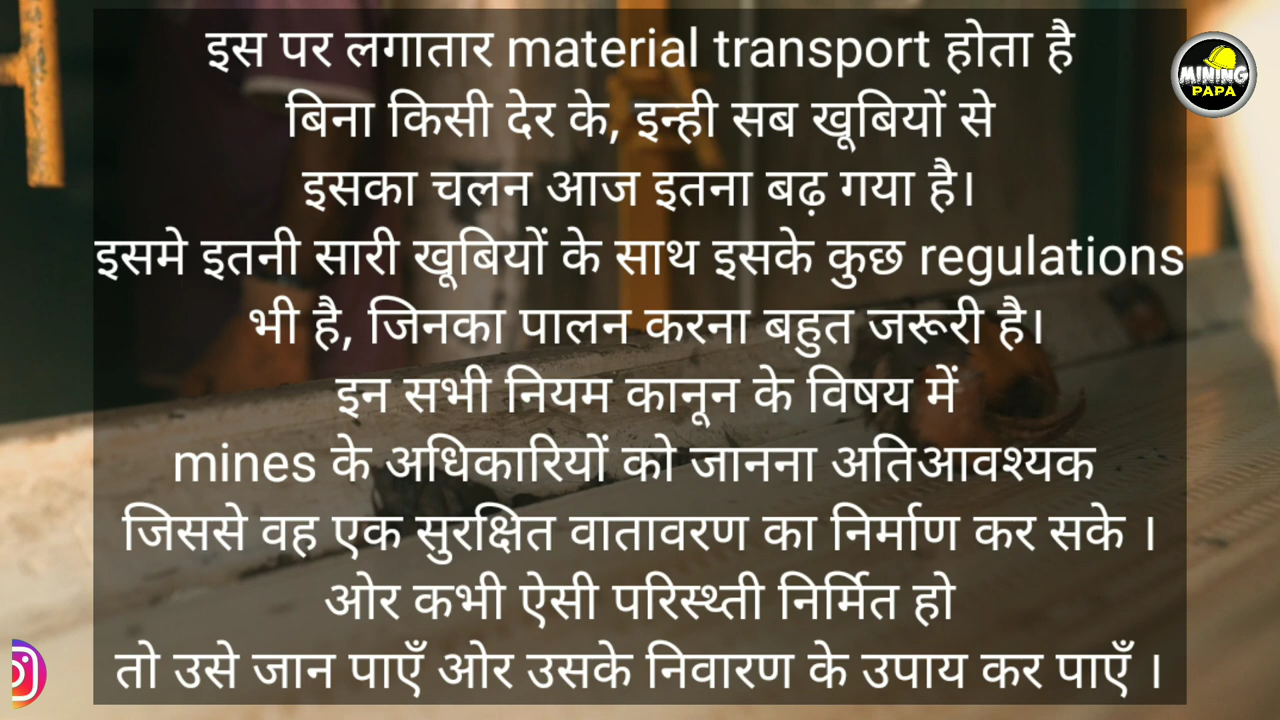 इस पर लगातार material transport होता है
बिना किसी देर के, इन्ही सब खूबियों से
इसका चलन आज इतना बढ़ गया है।
इसमे इतनी सारी खूबियों के साथ इसके कुछ regulations
भी है, जिनका पालन करना बहुत जरूरी है।
इन सभी नियम कानून के विषय में
mines के अधिकारियों को जानना अतिआवश्यक
जिससे वह एक सुरक्षित वातावरण का निर्माण कर सके ।
ओर कभी ऐसी परिस्थ्ती निर्मित हो
तो उसे जान पाएँ ओर उसके निवारण के उपाय कर पाएँ ।
MINING
PAPA